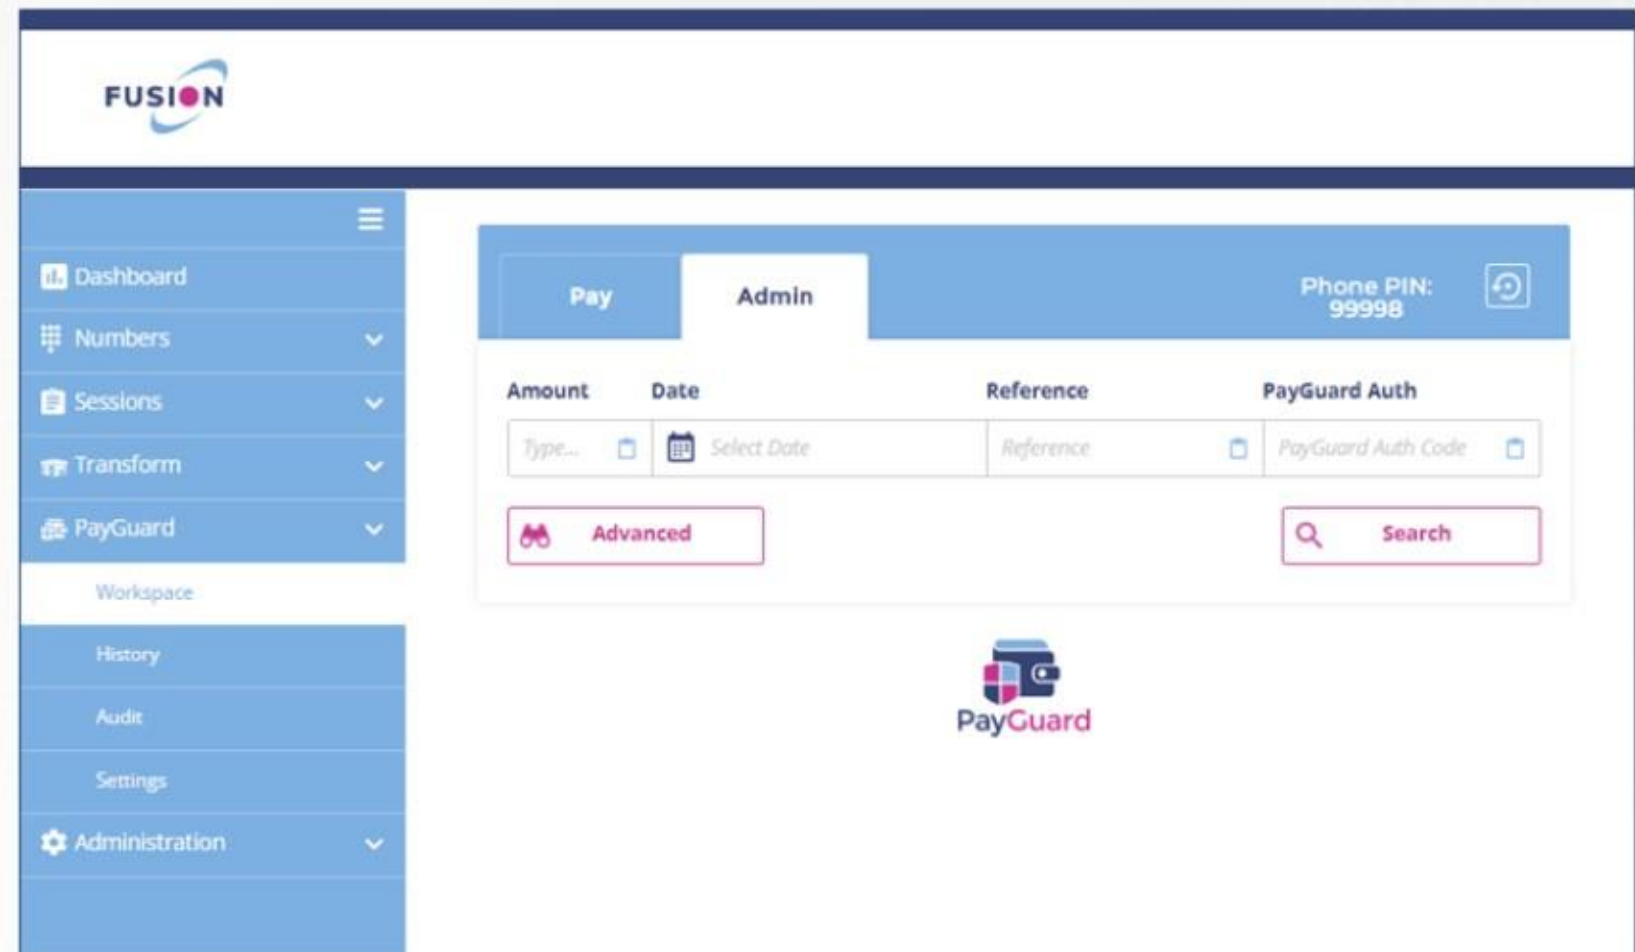 FUSION
Dashboard
Numbers
Sessions
Transform
PayGuard
Workspace
History
Audit
Settings
Administration
Pay
Admin
Phone PIN:
99998
Amount Date Reference PayGuard Auth
Type... Select Date Reference PayGuard Auth Code
Advanced
Search
PayGuard